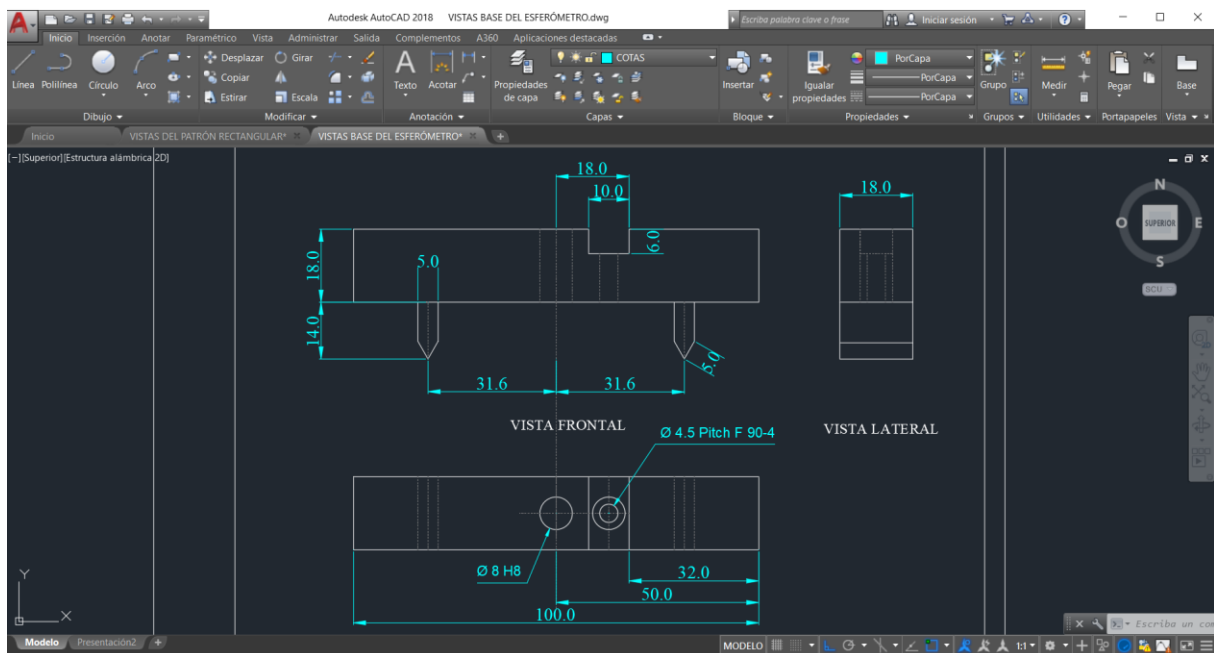 Autodesk AutoCAD 2018 VISTAS BASE DEL ESFERÓMETRO.dwg
Escriba palabra clave o frase
Iniciar sesión
Inicio Inserción Anotar Paramétrico Vista Administrar Salida Complementos A360 Aplicaciones destacadas
Línea Polilínea Círculo Arco
Desplazar Girar
Copiar
Estirar Escala
Texto Acotar
Propiedades de capa
COTAS
Insertar
Igualar propiedades
PorCapa
PorCapa
PorCapa
Grupo
Medir
Pegar
Base
Dibujo Modificar Anotación Capas Bloque Propiedades Grupos Utilidades Portapapeles Vista
Inicio VISTAS DEL PATRÓN RECTANGULAR* VISTAS BASE DEL ESFERÓMETRO*
[−][Superior][Estructura alámbrica 2D]
N
O SUPERIOR E
S
SCU
18.0
10.0
6.0
18.0
5.0
14.0
5.0
31.6 31.6
18.0
VISTA FRONTAL
VISTA LATERAL
Ø 4.5 Pitch F 90-4
Ø 8 H8
32.0
50.0
100.0
Y
X
Escriba un com
Modelo Presentación2
MODELO
1:1